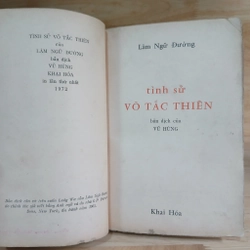 TÌNH SỬ VÕ TẮC THIÊN
của
LÂM NGỮ ĐƯỜNG
bản dịch
VŨ HÙNG
KHAI HÓA
in lần thứ nhất
1972
Lâm Ngữ Đường
tình sử
VÕ TẮC THIÊN
bản dịch của
VŨ HÙNG
Khai Hóa